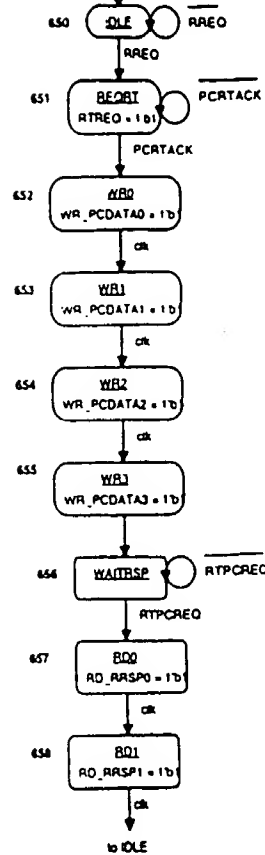 650 IDLE RREQ
RREQ
651 REQRT PCRTACK
RTREQ = 1'b1
PCRTACK
652 WR0
WR_PCDATA0 = 1'b1
clk
653 WR1
WR_PCDATA1 = 1'b1
clk
654 WR2
WR_PCDATA2 = 1'b1
clk
655 WR3
WR_PCDATA3 = 1'b1
656 WAITRSP RTPCREQ
RTPCREQ
657 RD0
RD_RRSP0 = 1'b1
clk
658 RD1
RD_RRSP1 = 1'b1
clk
to IDLE